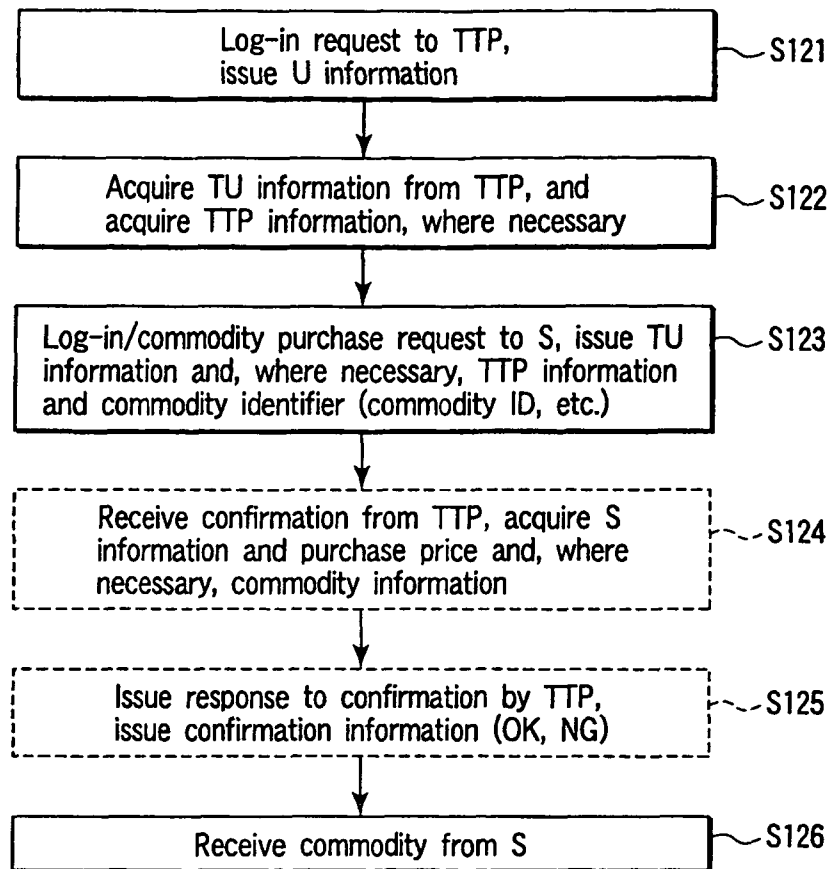 Log-in request to TTP,
issue U information
S121
Acquire TU information from TTP, and
acquire TTP information, where necessary
S122
Log-in/commodity purchase request to S, issue TU
information and, where necessary, TTP information
and commodity identifier (commodity ID, etc.)
S123
Receive confirmation from TTP, acquire S
information and purchase price and, where
necessary, commodity information
S124
Issue response to confirmation by TTP,
issue confirmation information (OK, NG)
S125
Receive commodity from S
S126